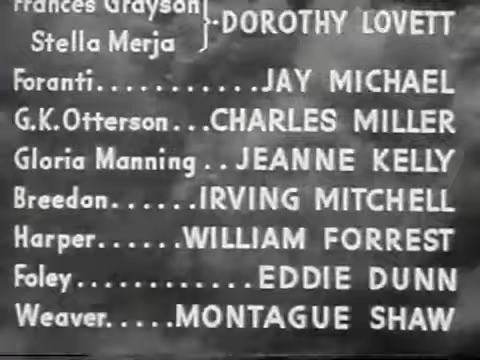 Frances Grayson
DOROTHY LOVETT
Stella Merja
Foranti...........JAY MICHAEL
G.K.Otterson...CHARLES MILLER
Gloria Manning..JEANNE KELLY
Breedon......IRVING MITCHELL
Harper......WILLIAM FORREST
Foley............EDDIE DUNN
Weaver.....MONTAGUE SHAW